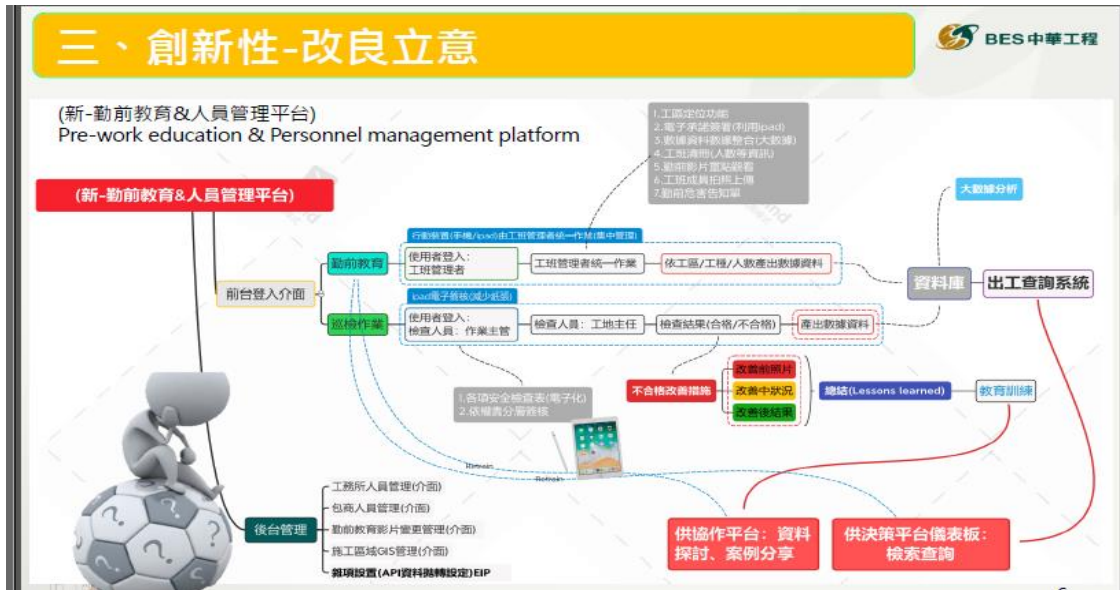 三、創新性-改良立意
BES中華工程
(新-勤前教育&人員管理平台)
Pre-work education & Personnel management platform
1.工區定位功能
2.電子承諾簽署(利用ipad)
3.數據資料數據整合(大數據)
4.工班清冊(人數等資訊)
5.勤前影片重點觀看
6.工班成員拍照上傳
7.勤前危害告知單
(新-勤前教育&人員管理平台)
大數據分析
行動裝置(手機/ipad)由工班管理者統一作業(集中管理)
勤前教育
使用者登入:
工班管理者
工班管理者統一作業
依工區/工種/人數產出數據資料
前台登入介面
資料庫
出工查詢系統
ipad電子簽核(減少紙張)
巡檢作業
使用者登入:
檢查人員: 作業主管
檢查人員: 工地主任
檢查結果(合格/不合格)
產出數據資料
1.各項安全檢查表(電子化)
2.依權責分層簽核
不合格改善措施
改善前照片
改善中狀況
改善後結果
總結(Lessons learned)
教育訓練
Retrain
Retrain
後台管理
工務所人員管理(介面)
包商人員管理(介面)
勤前教育影片變更管理(介面)
施工區域GIS管理(介面)
雜項設置(API資料拋轉設定)EIP
供協作平台: 資料
探討、案例分享
供決策平台儀表板:
檢索查詢